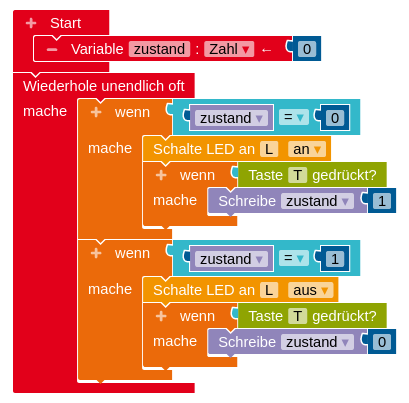 + Start
− Variable zustand : Zahl ▾ ← 0
Wiederhole unendlich oft
mache + wenn zustand ▾ = ▾ 0
mache Schalte LED an L an ▾
+ wenn Taste T gedrückt?
mache Schreibe zustand ▾ 1
+ wenn zustand ▾ = ▾ 1
mache Schalte LED an L aus ▾
+ wenn Taste T gedrückt?
mache Schreibe zustand ▾ 0